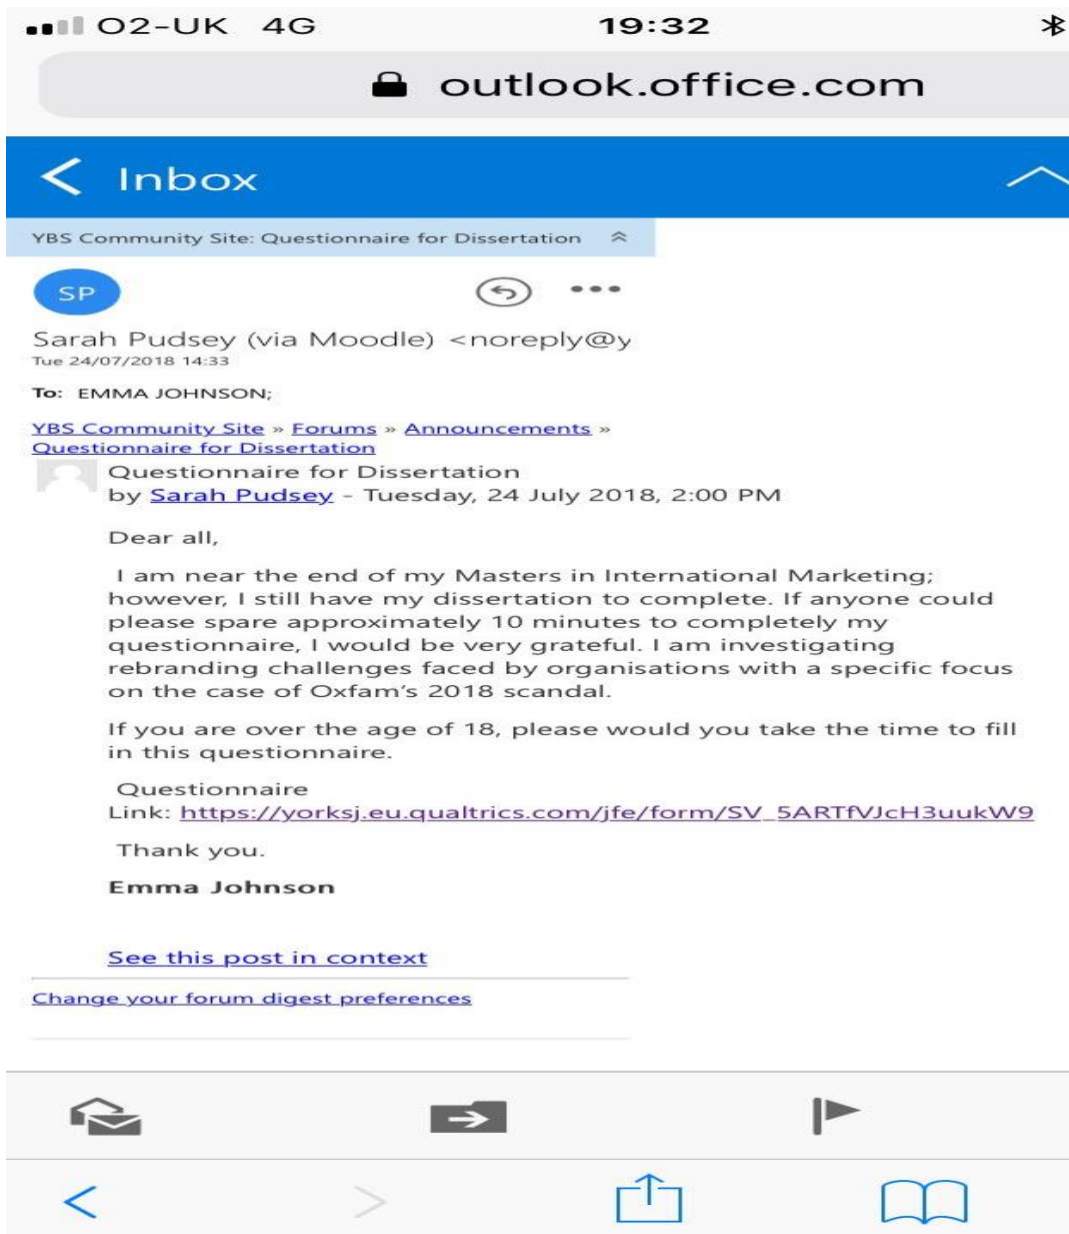 O2-UK 4G 19:32
outlook.office.com
Inbox
YBS Community Site: Questionnaire for Dissertation
SP
Sarah Pudsey (via Moodle) <noreply@y
Tue 24/07/2018 14:33
To: EMMA JOHNSON;
YBS Community Site » Forums » Announcements »
Questionnaire for Dissertation
Questionnaire for Dissertation
by Sarah Pudsey - Tuesday, 24 July 2018, 2:00 PM
Dear all,
I am near the end of my Masters in International Marketing;
however, I still have my dissertation to complete. If anyone could
please spare approximately 10 minutes to completely my
questionnaire, I would be very grateful. I am investigating
rebranding challenges faced by organisations with a specific focus
on the case of Oxfam's 2018 scandal.
If you are over the age of 18, please would you take the time to fill
in this questionnaire.
Questionnaire
Link: https://yorksj.eu.qualtrics.com/jfe/form/SV_5ARTfVJcH3uukW9
Thank you.
Emma Johnson
See this post in context
Change your forum digest preferences